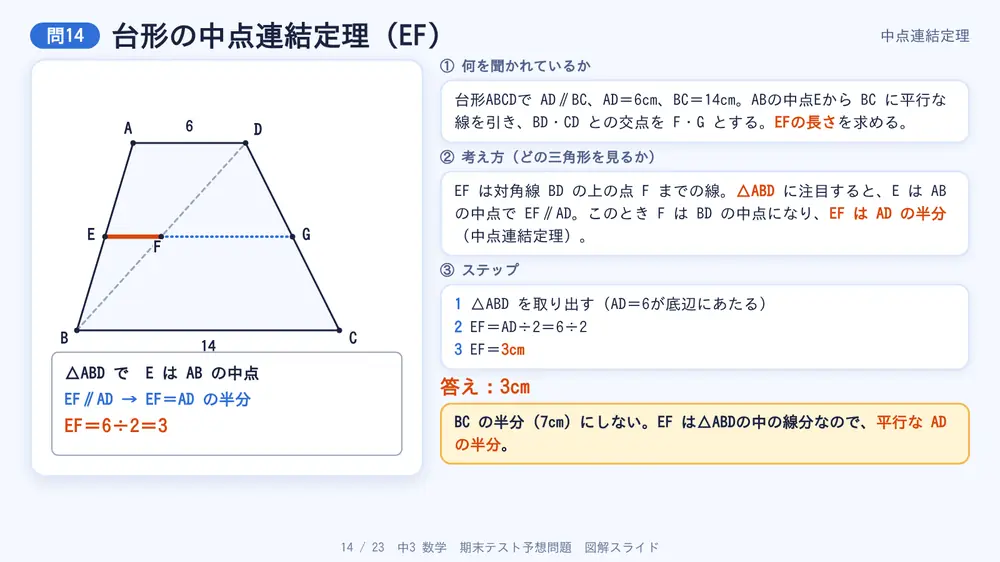 問14 台形の中点連結定理（EF）
中点連結定理
A
6
D
E
F
G
B
C
14
△ABD で　E は AB の中点
EF∥AD → EF＝AD の半分
EF＝6÷2＝3
① 何を聞かれているか
台形ABCDで AD∥BC、AD＝6cm、BC＝14cm。ABの中点Eから BC に平行な
線を引き、BD・CD との交点を F・G とする。EFの長さを求める。
② 考え方（どの三角形を見るか）
EF は対角線 BD の上の点 F までの線。△ABD に注目すると、E は AB
の中点で EF∥AD。このとき F は BD の中点になり、EF は AD の半分
（中点連結定理）。
③ ステップ
1 △ABD を取り出す（AD＝6が底辺にあたる）
2 EF＝AD÷2＝6÷2
3 EF＝3cm
答え：3cm
BC の半分（7cm）にしない。EF は△ABDの中の線分なので、平行な AD
の半分。
14 / 23　中3 数学　期末テスト予想問題　図解スライド